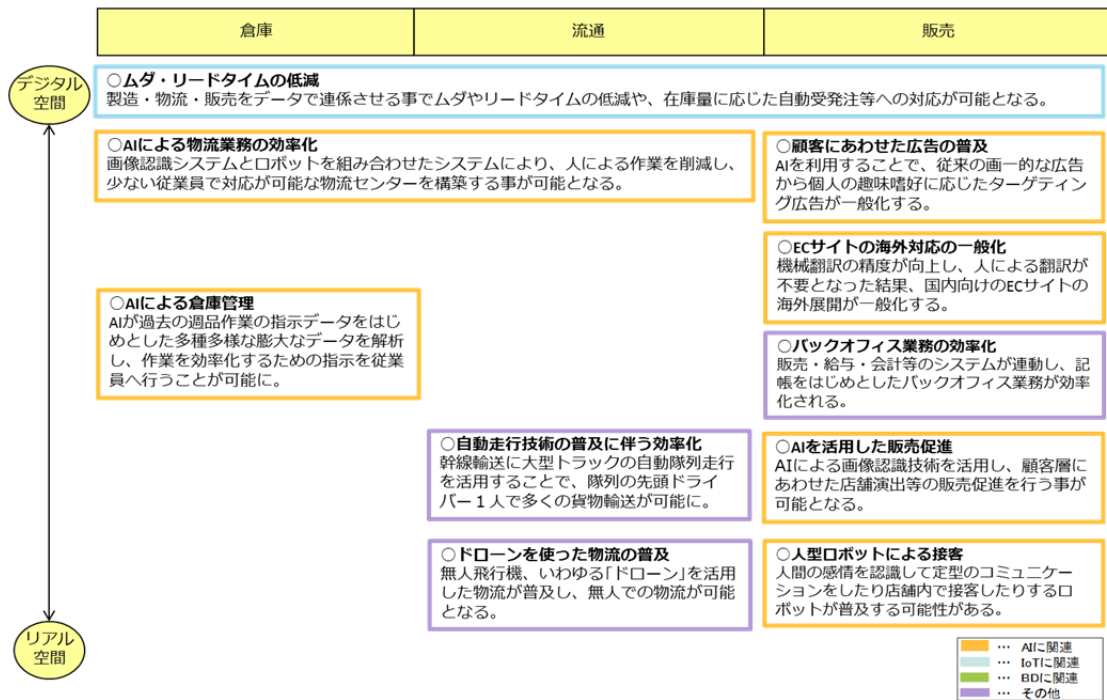 倉庫
流通
販売
デジタル
空間
○ムダ・リードタイムの低減
製造・物流・販売をデータで連係させる事でムダやリードタイムの低減や、在庫量に応じた自動受発注等への対応が可能となる。
○AIによる物流業務の効率化
画像認識システムとロボットを組み合わせたシステムにより、人による作業を削減し、
少ない従業員で対応が可能な物流センターを構築する事が可能となる。
○顧客にあわせた広告の普及
AIを利用することで、従来の画一的な広告
から個人の趣味嗜好に応じたターゲティン
グ広告が一般化する。
○ECサイトの海外対応の一般化
機械翻訳の精度が向上し、人による翻訳が
不要となった結果、国内向けのECサイトの
海外展開が一般化する。
○AIによる倉庫管理
AIが過去の週品作業の指示データをはじ
めとした多種多様な膨大なデータを解析
し、作業を効率化するための指示を従業
員へ行うことが可能に。
○バックオフィス業務の効率化
販売・給与・会計等のシステムが連動し、記
帳をはじめとしたバックオフィス業務が効率
化される。
○自動走行技術の普及に伴う効率化
幹線輸送に大型トラックの自動隊列走行
を活用することで、隊列の先頭ドライ
バー1人で多くの貨物輸送が可能に。
○AIを活用した販売促進
AIによる画像認識技術を活用し、顧客層に
あわせた店舗演出等の販売促進を行う事が
可能となる。
○ドローンを使った物流の普及
無人飛行機、いわゆる「ドローン」を活用
した物流が普及し、無人での物流が可能
となる。
○人型ロボットによる接客
人間の感情を認識して定型のコミュニケー
ションをしたり店舗内で接客したりするロ
ボットが普及する可能性がある。
リアル
空間
… AIに関連
… IoTに関連
… BDに関連
… その他